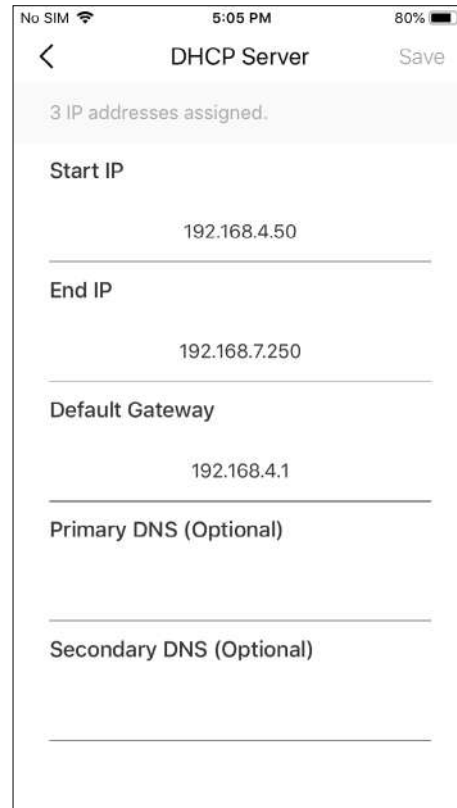 No SIM 5:05 PM 80%
DHCP Server Save
3 IP addresses assigned.
Start IP
192.168.4.50
End IP
192.168.7.250
Default Gateway
192.168.4.1
Primary DNS (Optional)
Secondary DNS (Optional)